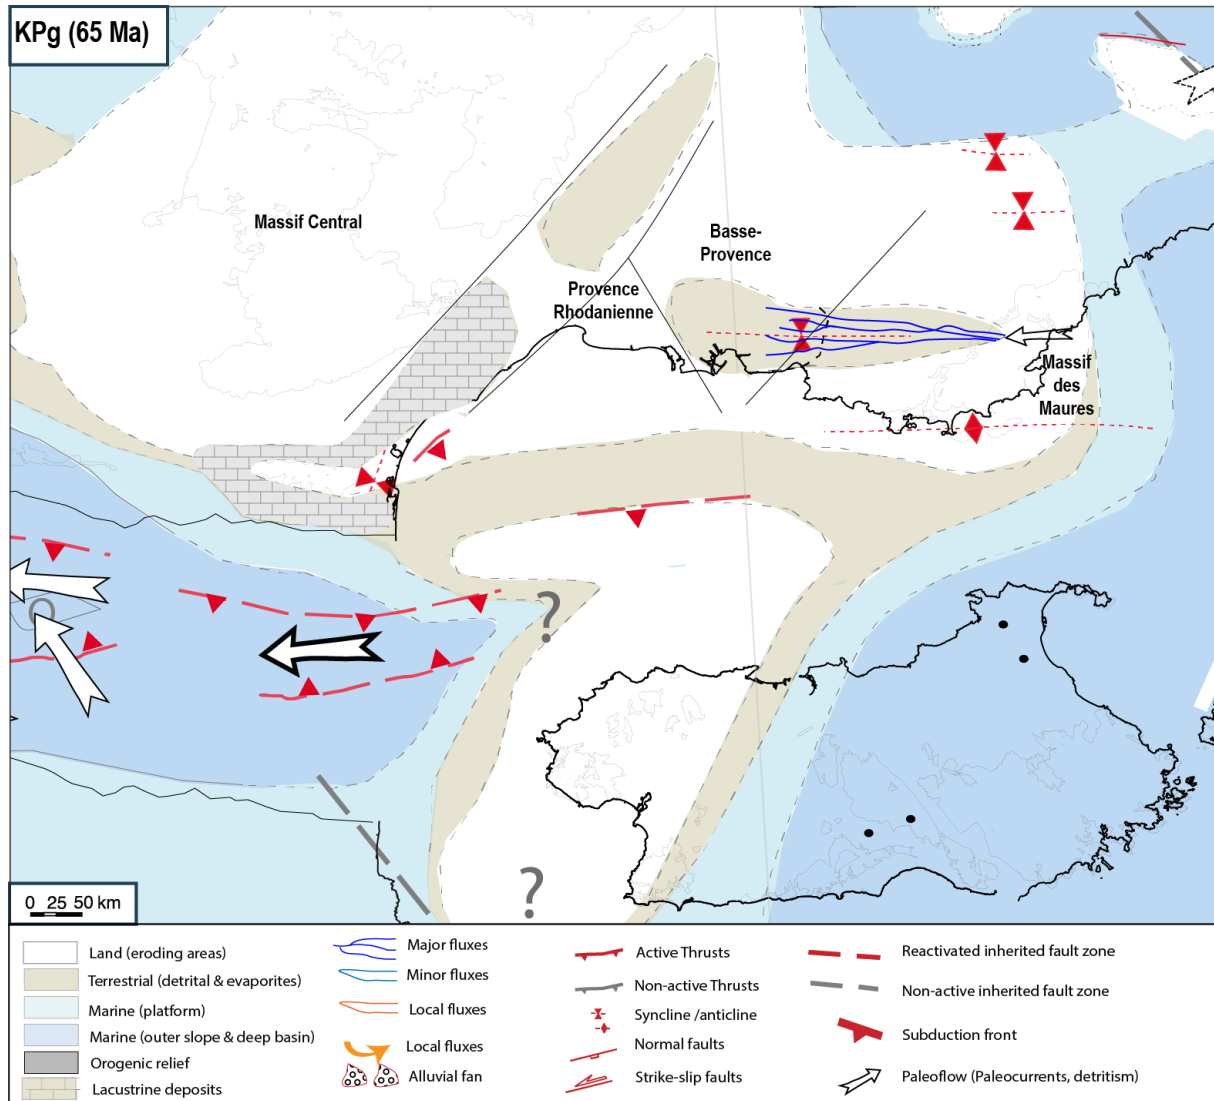 KPg (65 Ma)
Massif Central
Basse-
Provence
Provence
Rhodanienne
Massif
des
Maures
?
?
0 25 50 km
Land (eroding areas)
Terrestrial (detrital & evaporites)
Marine (platform)
Marine (outer slope & deep basin)
Orogenic relief
Lacustrine deposits
Major fluxes
Minor fluxes
Local fluxes
Local fluxes
Alluvial fan
Active Thrusts
Non-active Thrusts
Syncline /anticline
Normal faults
Strike-slip faults
Reactivated inherited fault zone
Non-active inherited fault zone
Subduction front
Paleoflow (Paleocurrents, detritism)